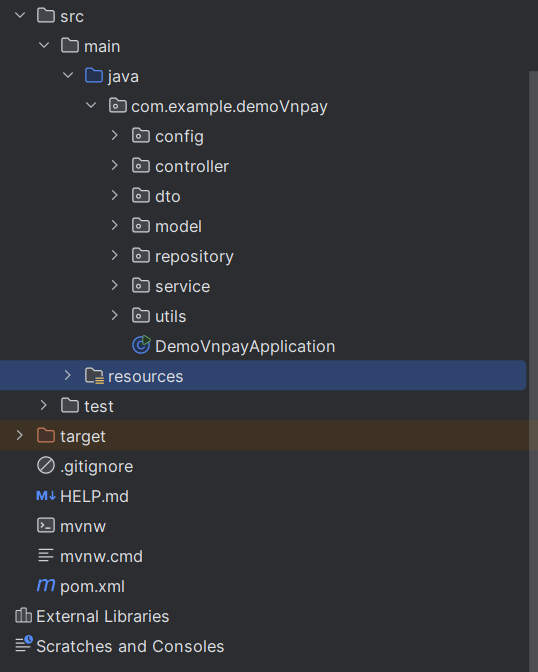 src
main
java
com.example.demoVnpay
config
controller
dto
model
repository
service
utils
DemoVnpayApplication
resources
test
target
.gitignore
M↓ HELP.md
mvnw
mvnw.cmd
m pom.xml
External Libraries
Scratches and Consoles